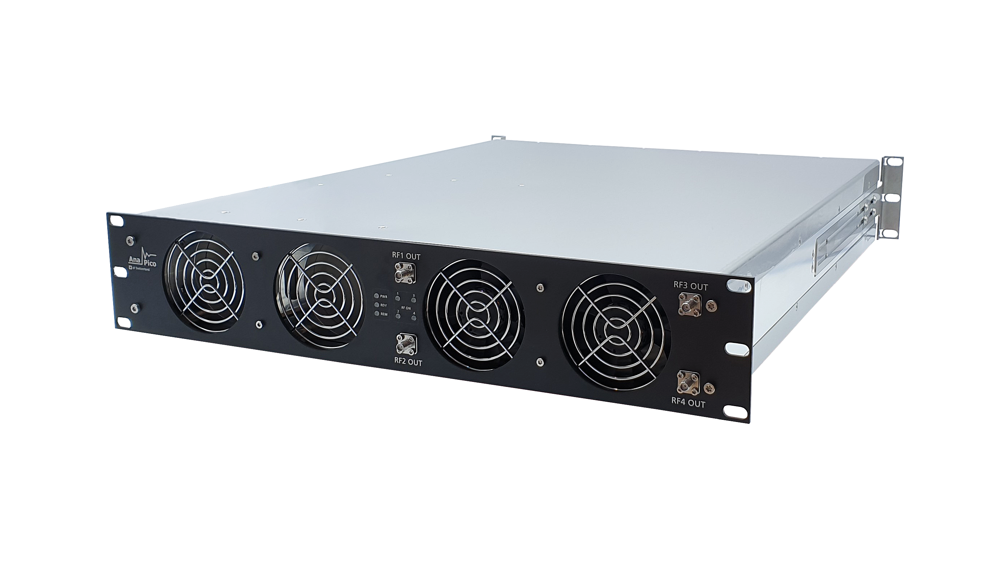 Ana Pico
of Switzerland
RF1 OUT
PWR
RDY
REM
1
3
RF ON
2
4
RF2 OUT
RF3 OUT
RF4 OUT